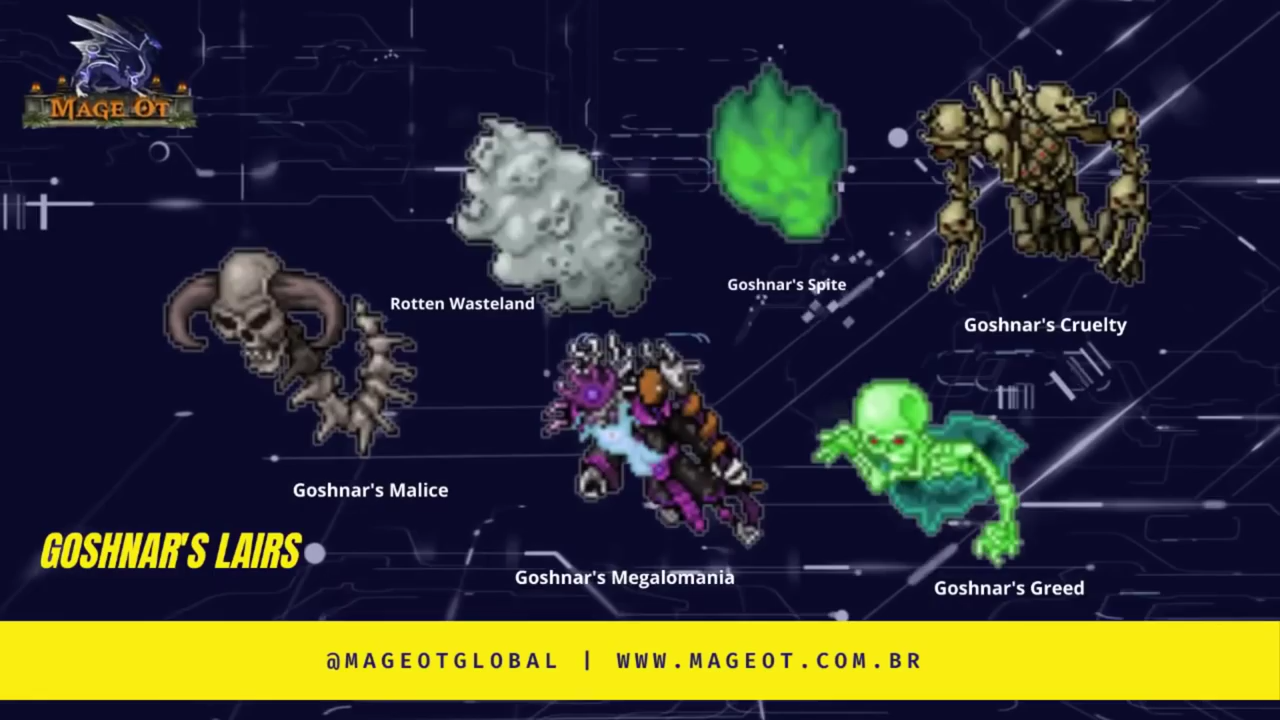 MAGE OT
Goshnar's Spite
Rotten Wasteland
Goshnar's Cruelty
Goshnar's Malice
GOSHNAR'S LAIRS
Goshnar's Megalomania
Goshnar's Greed
@MAGEOTGLOBAL | WWW.MAGEOT.COM.BR